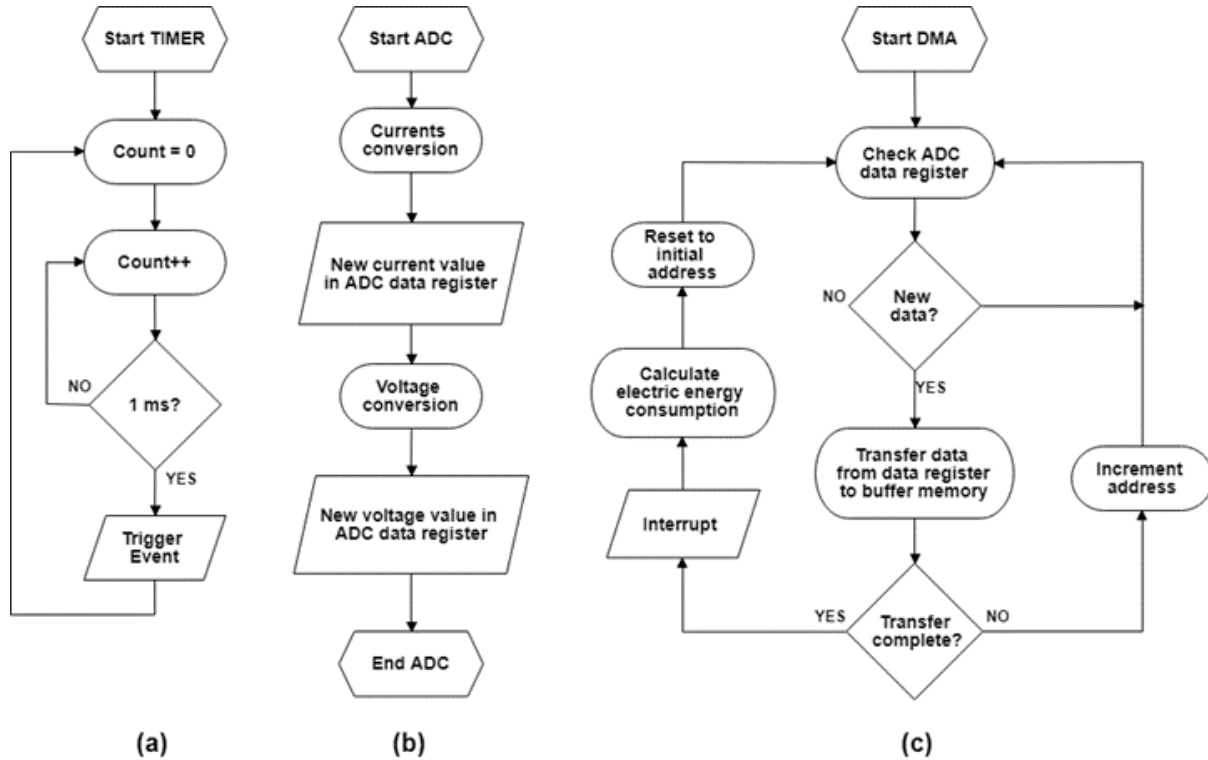 Start TIMER
Count = 0
Count++
NO
1 ms?
YES
Trigger
Event
(a)
Start ADC
Currents
conversion
New current value
in ADC data register
Voltage
conversion
New voltage value in
ADC data register
End ADC
(b)
Start DMA
Check ADC
data register
Reset to
initial
address
NO
New
data?
YES
Calculate
electric energy
consumption
Transfer data
from data register
to buffer memory
Increment
address
Interrupt
YES
Transfer
complete?
NO
(c)